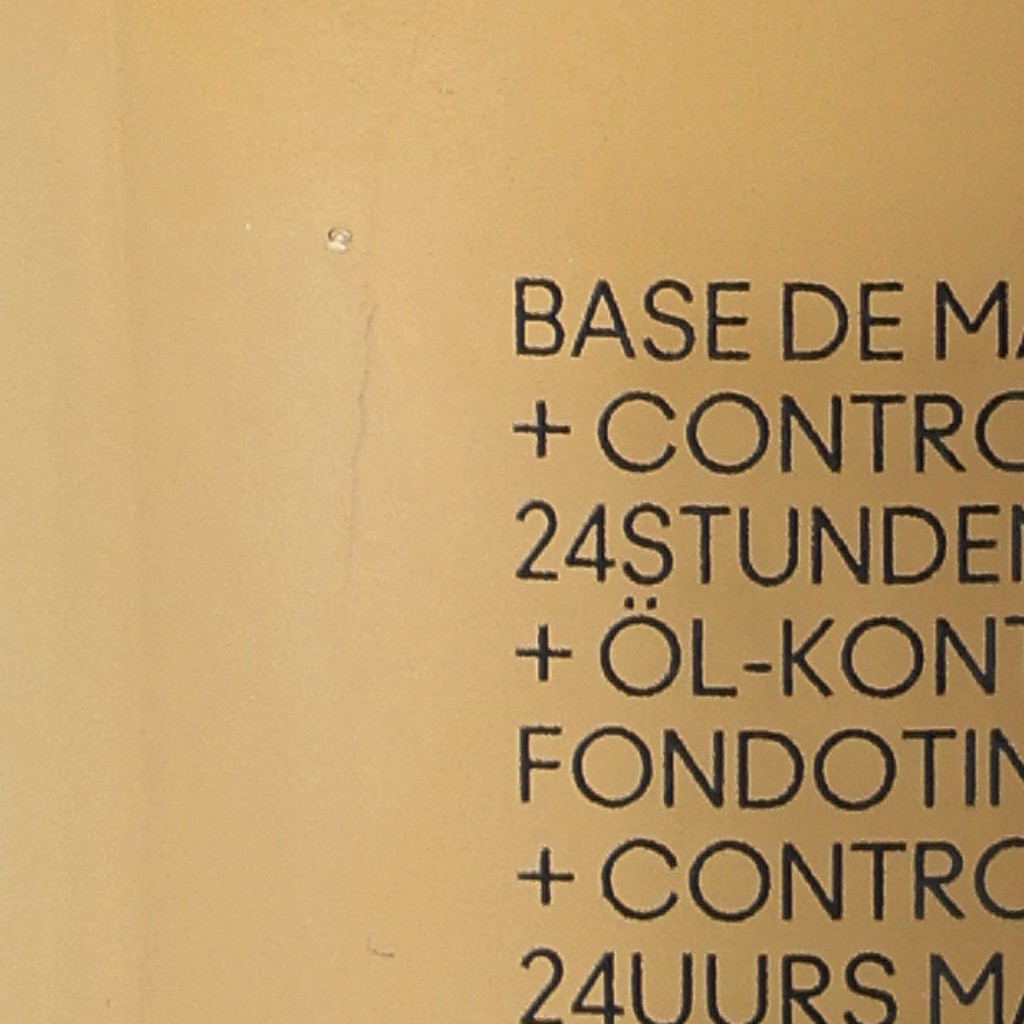 BASE DE MA
+ CONTRO
24STUNDEN
+ ÖL-KONT
FONDOTIN
+ CONTRO
24UURS MA